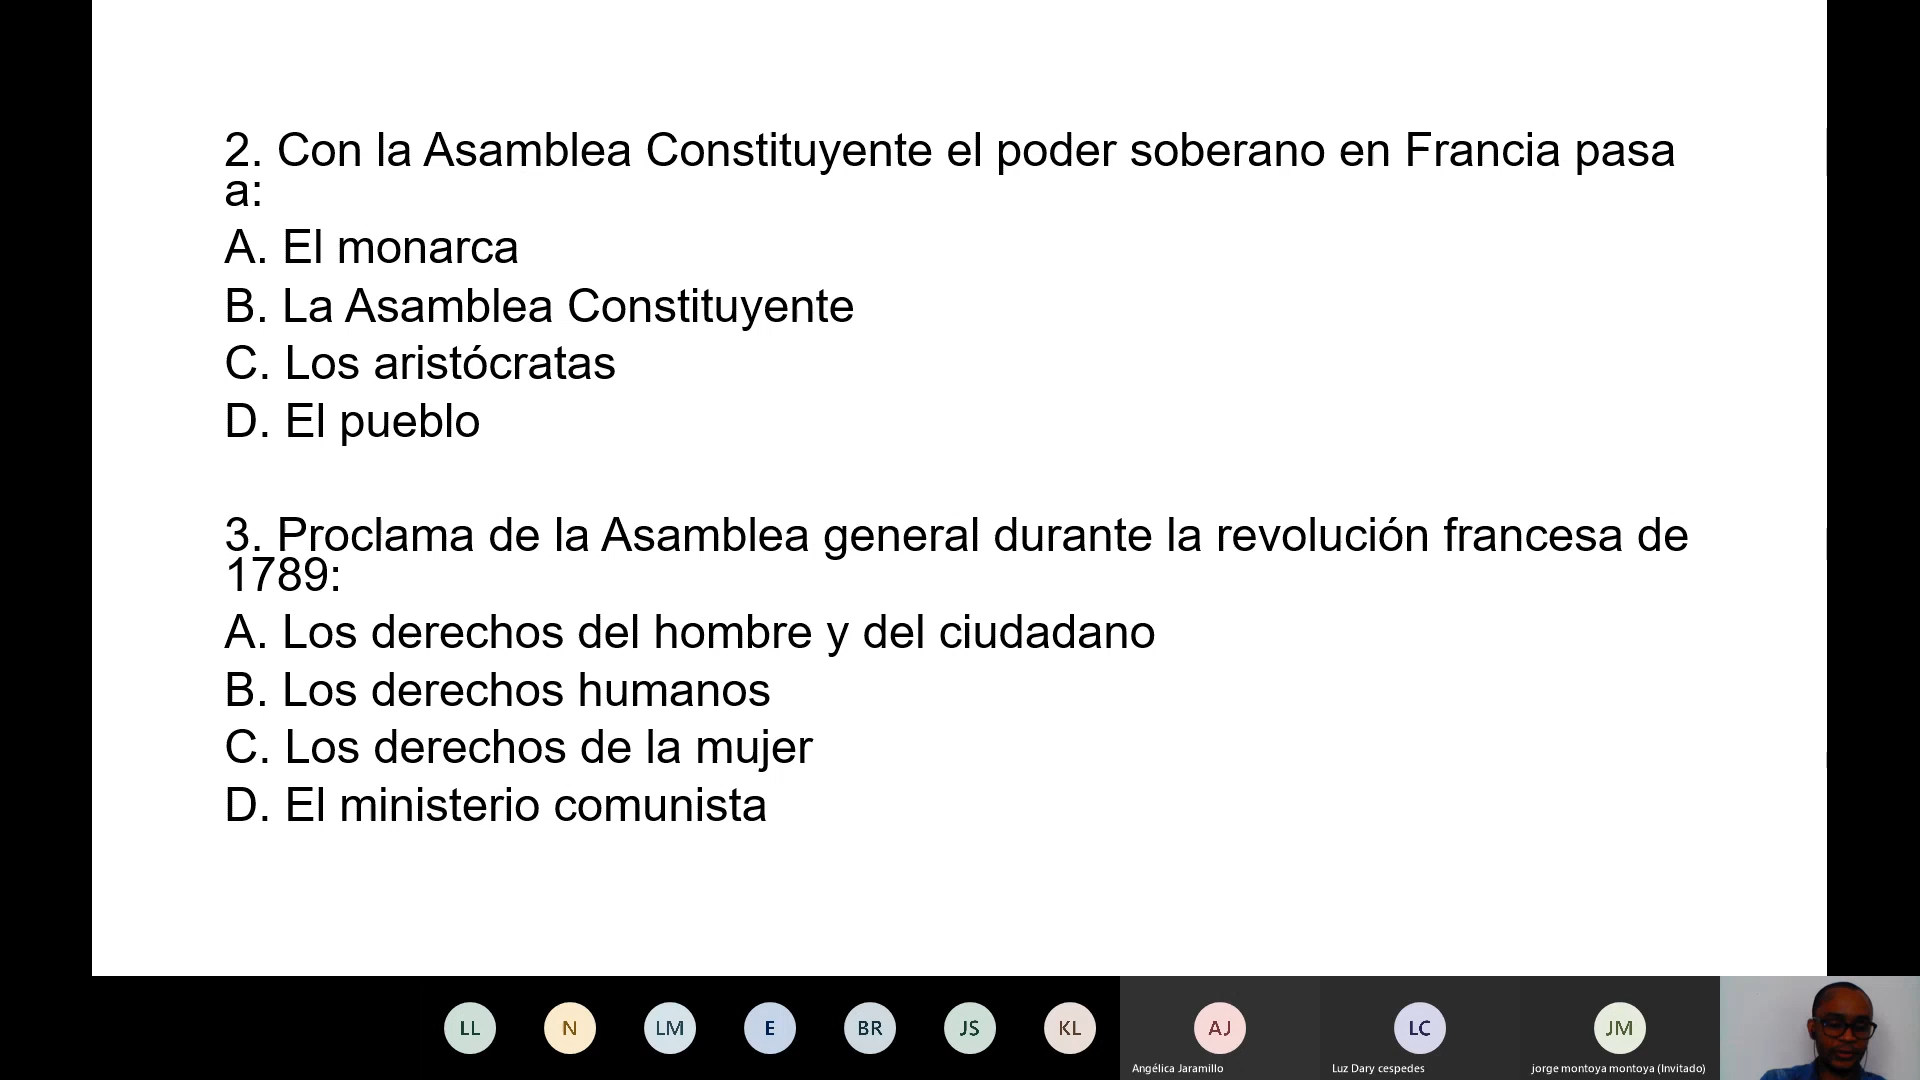 2. Con la Asamblea Constituyente el poder soberano en Francia pasa
a:
A. El monarca
B. La Asamblea Constituyente
C. Los aristócratas
D. El pueblo
3. Proclama de la Asamblea general durante la revolución francesa de
1789:
A. Los derechos del hombre y del ciudadano
B. Los derechos humanos
C. Los derechos de la mujer
D. El ministerio comunista
LL N LM E BR JS KL AJ LC JM
Angélica Jaramillo Luz Dary cespedes jorge montoya montoya (Invitado)